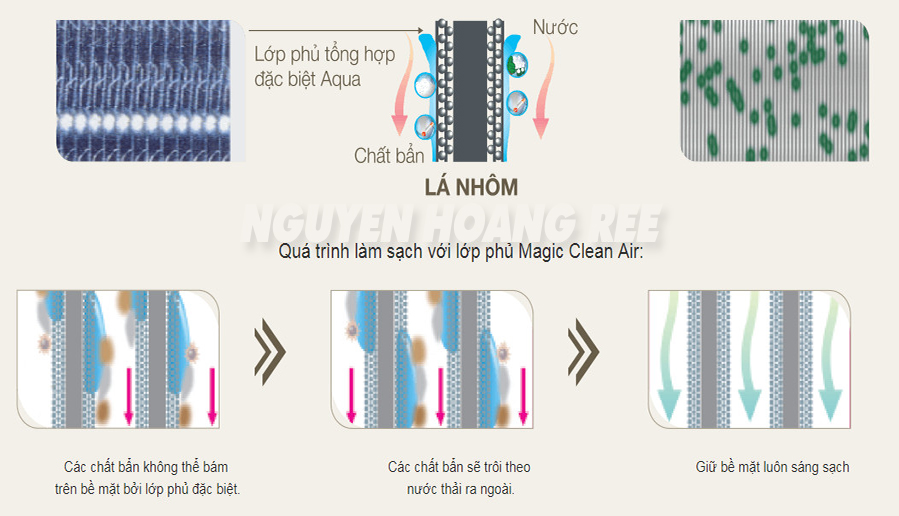 Lớp phủ tổng hợp
đặc biệt Aqua
Nước
Chất bẩn
LÁ NHÔM
NGUYEN HOANG REE
Quá trình làm sạch với lớp phủ Magic Clean Air:
Các chất bẩn không thể bám
trên bề mặt bởi lớp phủ đặc biệt.
Các chất bẩn sẽ trôi theo
nước thải ra ngoài.
Giữ bề mặt luôn sáng sạch